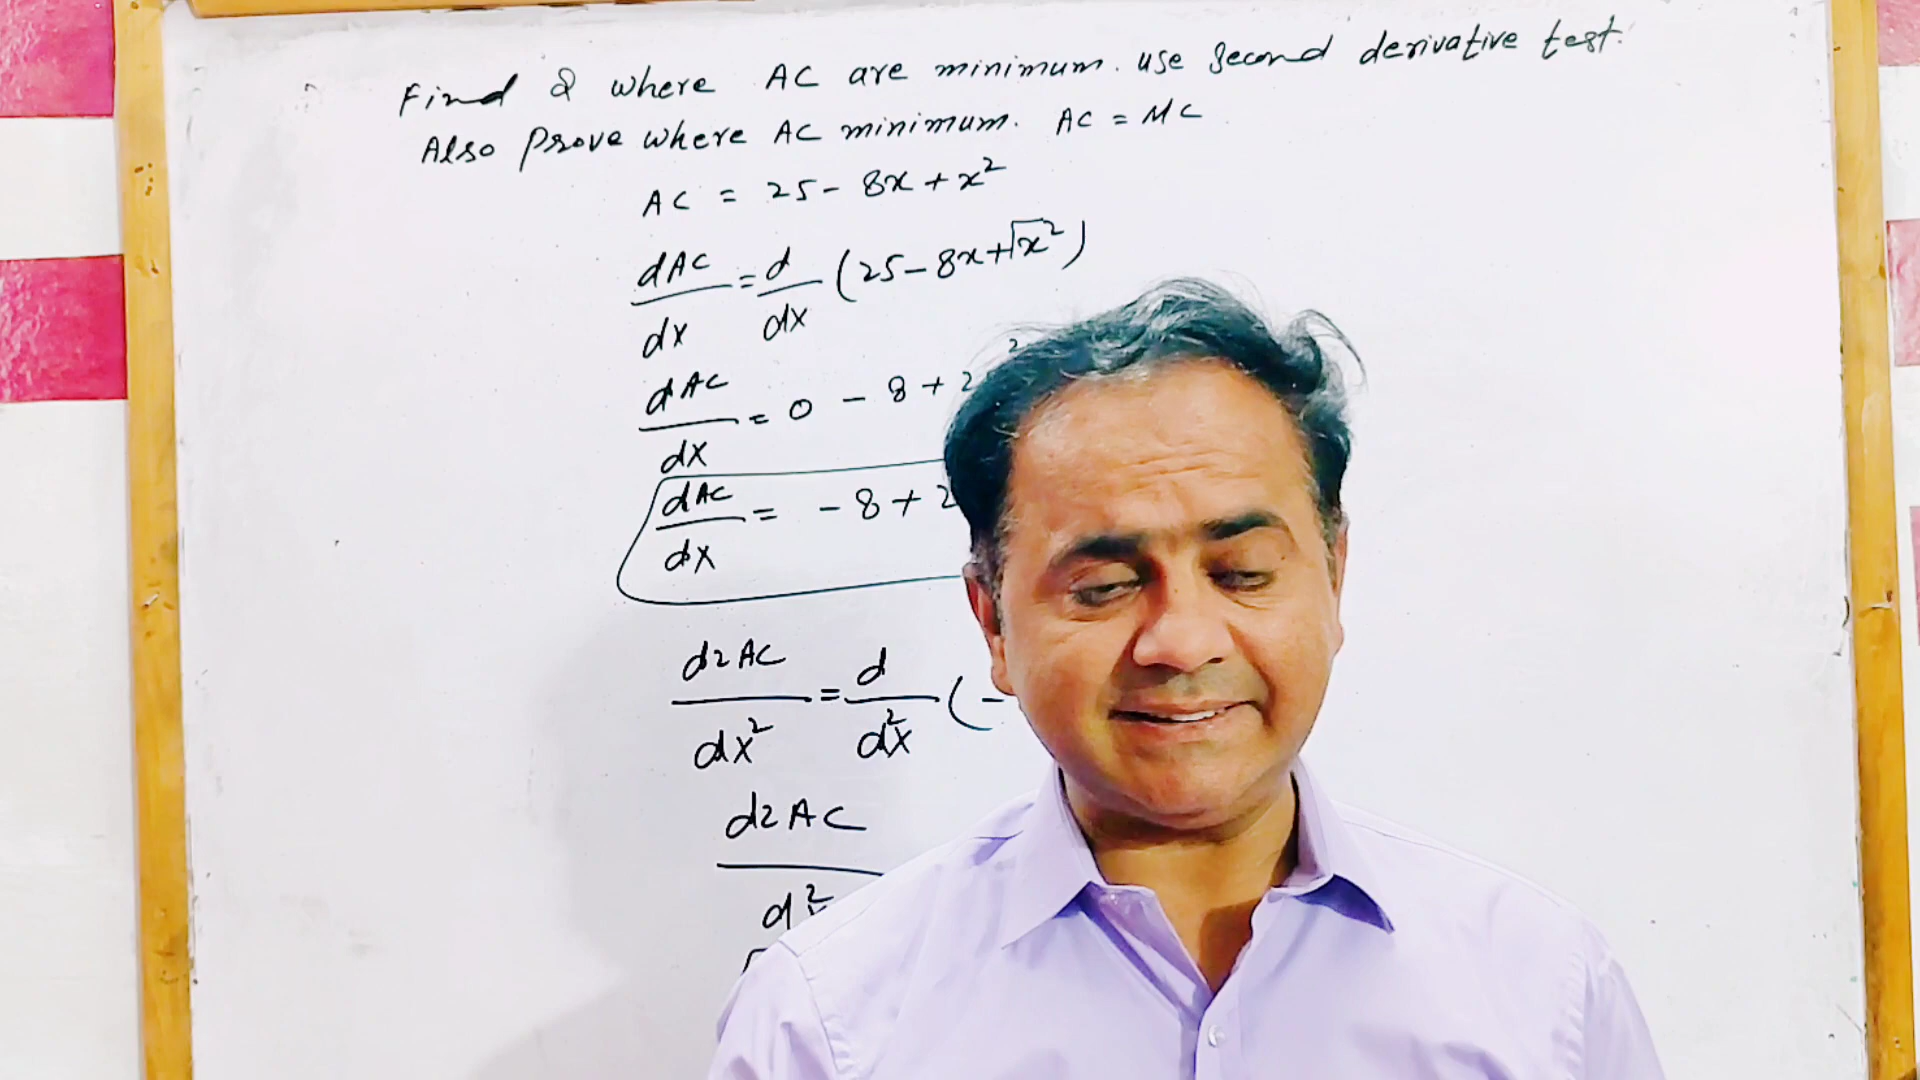 Find Q where AC are minimum. use second derivative test.
Also Prove where AC minimum. AC = MC
AC = 25 - 8x + x²
dAC/dx = d/dx (25 - 8x + √x²)
dAC/dx = 0 - 8 + 2
dAC/dx = - 8 + 2
d2AC/dx² = d/d²x (-
d2AC